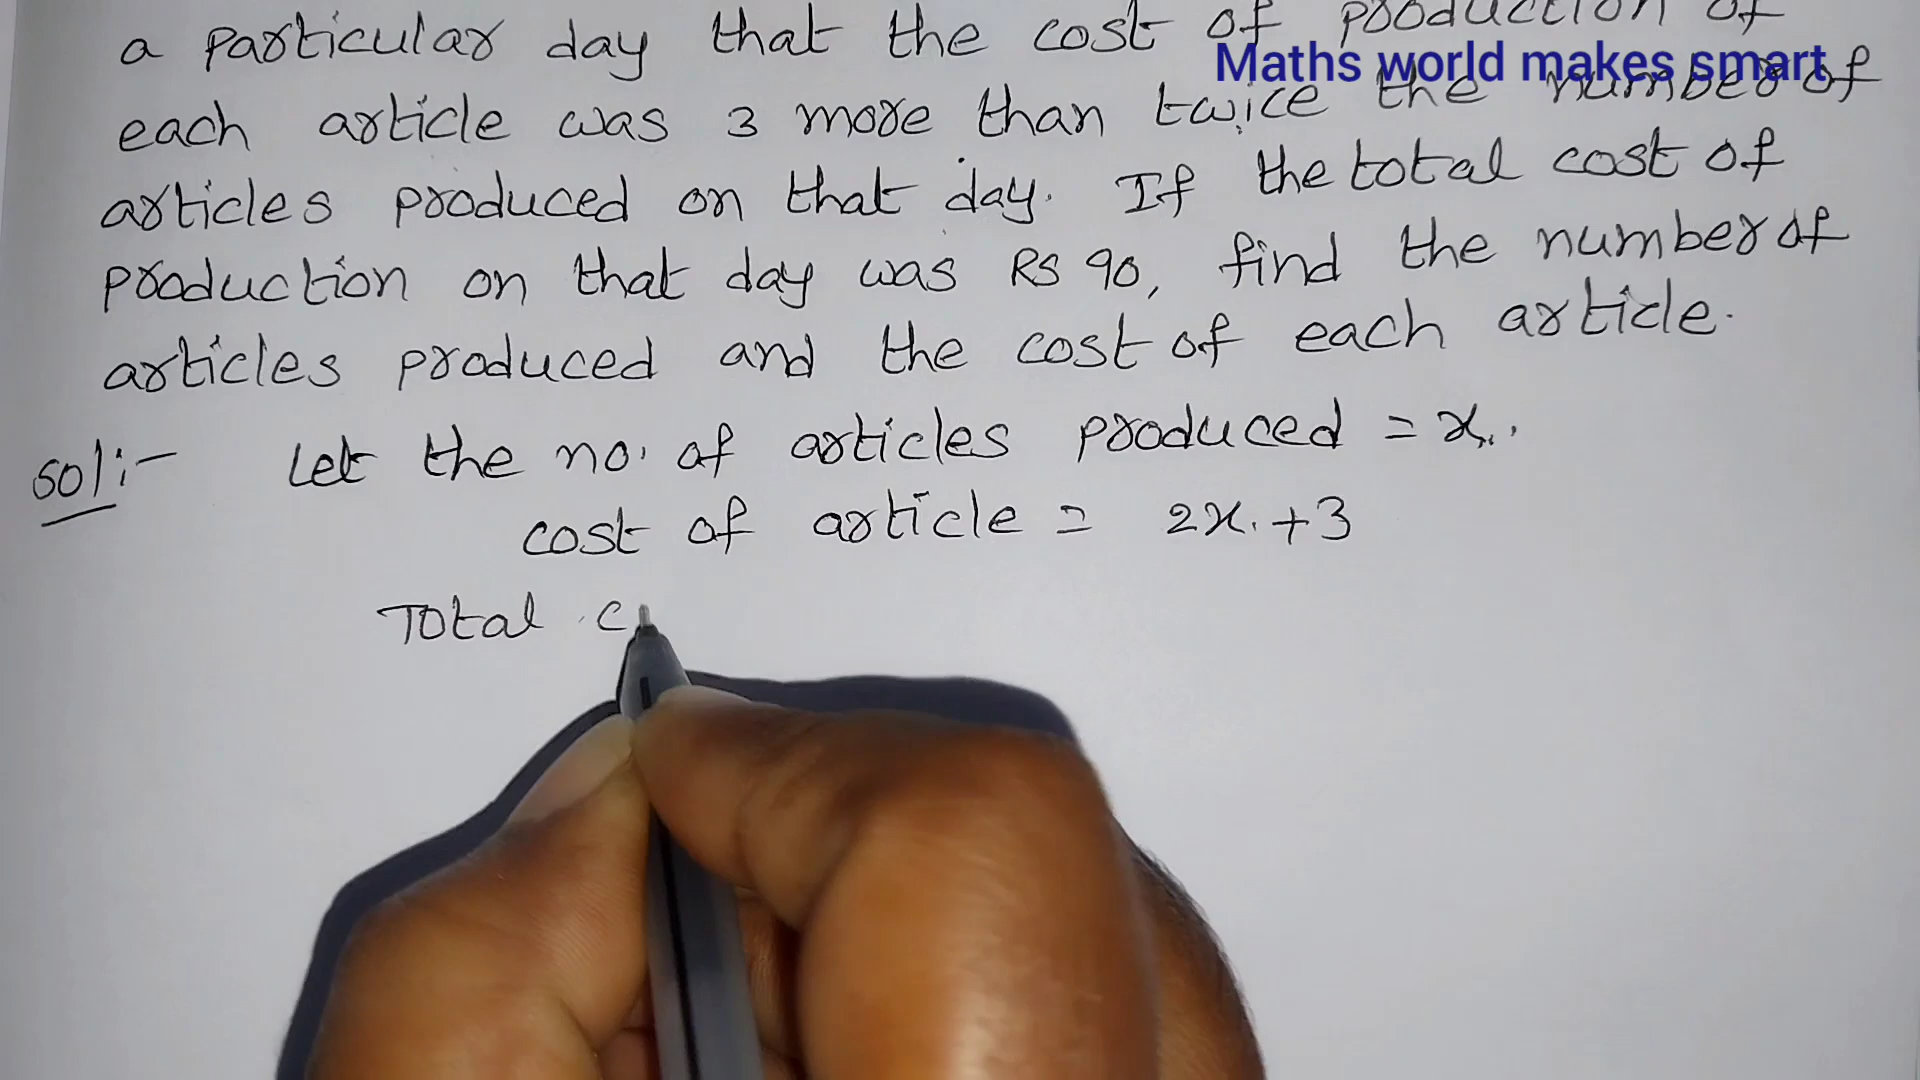 a particular day that the cost of production of
Maths world makes smart
each article was 3 more than twice the number of
articles produced on that day. If the total cost of
production on that day was RS 90, find the number of
articles produced and the cost of each article.
Sol:- Let the no. of articles produced = x.
cost of article = 2x + 3
Total c